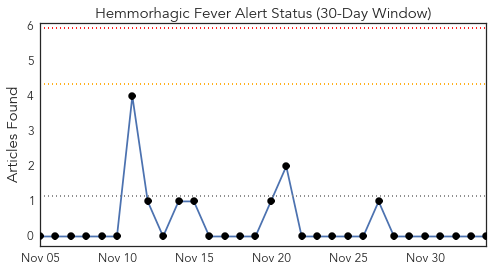 Hemmorhagic Fever Alert Status (30-Day Window)
6
5
4
3
2
1
0
Articles Found
Nov 05 Nov 10 Nov 15 Nov 20 Nov 25 Nov 30